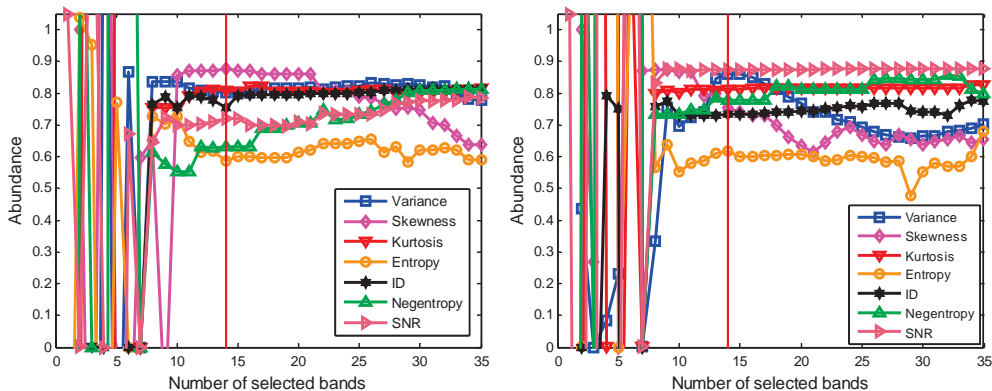 1
0.9
0.8
0.7
0.6
0.5
0.4
0.3
0.2
0.1
0
Abundance
0 5 10 15 20 25 30 35
Number of selected bands
Variance
Skewness
Kurtosis
Entropy
ID
Negentropy
SNR
1
0.9
0.8
0.7
0.6
0.5
0.4
0.3
0.2
0.1
0
Abundance
0 5 10 15 20 25 30 35
Number of selected bands
Variance
Skewness
Kurtosis
Entropy
ID
Negentropy
SNR